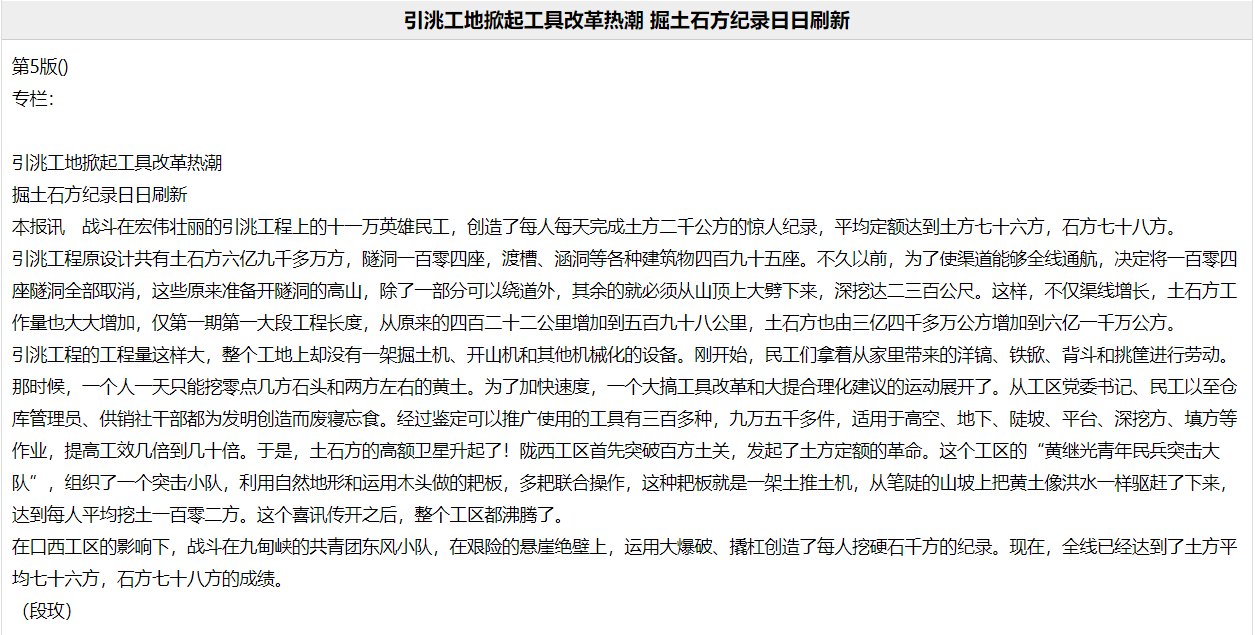 引洮工地掀起工具改革热潮 掘土石方纪录日日刷新
第5版()
专栏：
引洮工地掀起工具改革热潮
掘土石方纪录日日刷新
本报讯　战斗在宏伟壮丽的引洮工程上的十一万英雄民工，创造了每人每天完成土方二千公方的惊人纪录，平均定额达到土方七十六方，石方七十八方。
引洮工程原设计共有土石方六亿九千多万方，隧洞一百零四座，渡槽、涵洞等各种建筑物四百九十五座。不久以前，为了使渠道能够全线通航，决定将一百零四
座隧洞全部取消，这些原来准备开隧洞的高山，除了一部分可以绕道外，其余的就必须从山顶上大劈下来，深挖达二三百公尺。这样，不仅渠线增长，土石方工
作量也大大增加，仅第一期第一大段工程长度，从原来的四百二十二公里增加到五百九十八公里，土石方也由三亿四千多万公方增加到六亿一千万公方。
引洮工程的工程量这样大，整个工地上却没有一架掘土机、开山机和其他机械化的设备。刚开始，民工们拿着从家里带来的洋镐、铁锨、背斗和挑筐进行劳动。
那时候，一个人一天只能挖零点几方石头和两方左右的黄土。为了加快速度，一个大搞工具改革和大提合理化建议的运动展开了。从工区党委书记、民工以至仓
库管理员、供销社干部都为发明创造而废寝忘食。经过鉴定可以推广使用的工具有三百多种，九万五千多件，适用于高空、地下、陡坡、平台、深挖方、填方等
作业，提高工效几倍到几十倍。于是，土石方的高额卫星升起了！陇西工区首先突破百方土关，发起了土方定额的革命。这个工区的“黄继光青年民兵突击大
队”，组织了一个突击小队，利用自然地形和运用木头做的耙板，多耙联合操作，这种耙板就是一架土推土机，从笔陡的山坡上把黄土像洪水一样驱赶了下来，
达到每人平均挖土一百零二方。这个喜讯传开之后，整个工区都沸腾了。
在口西工区的影响下，战斗在九甸峡的共青团东风小队，在艰险的悬崖绝壁上，运用大爆破、撬杠创造了每人挖硬石千方的纪录。现在，全线已经达到了土方平
均七十六方，石方七十八方的成绩。
（段玫）